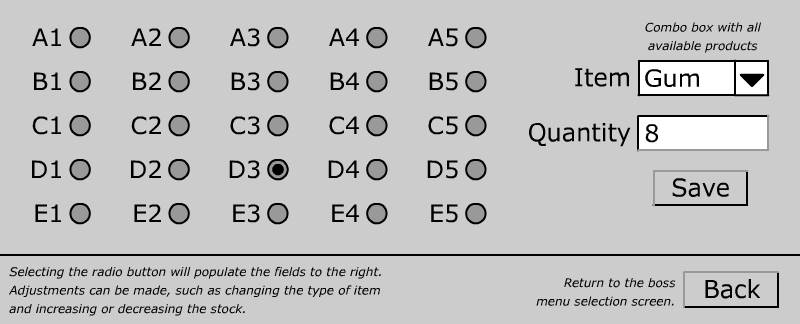 A1 A2 A3 A4 A5
Combo box with all
available products
B1 B2 B3 B4 B5
Item Gum
C1 C2 C3 C4 C5
Quantity 8
D1 D2 D3 D4 D5
Save
E1 E2 E3 E4 E5
Selecting the radio button will populate the fields to the right.
Adjustments can be made, such as changing the type of item
and increasing or decreasing the stock.
Return to the boss
menu selection screen.
Back